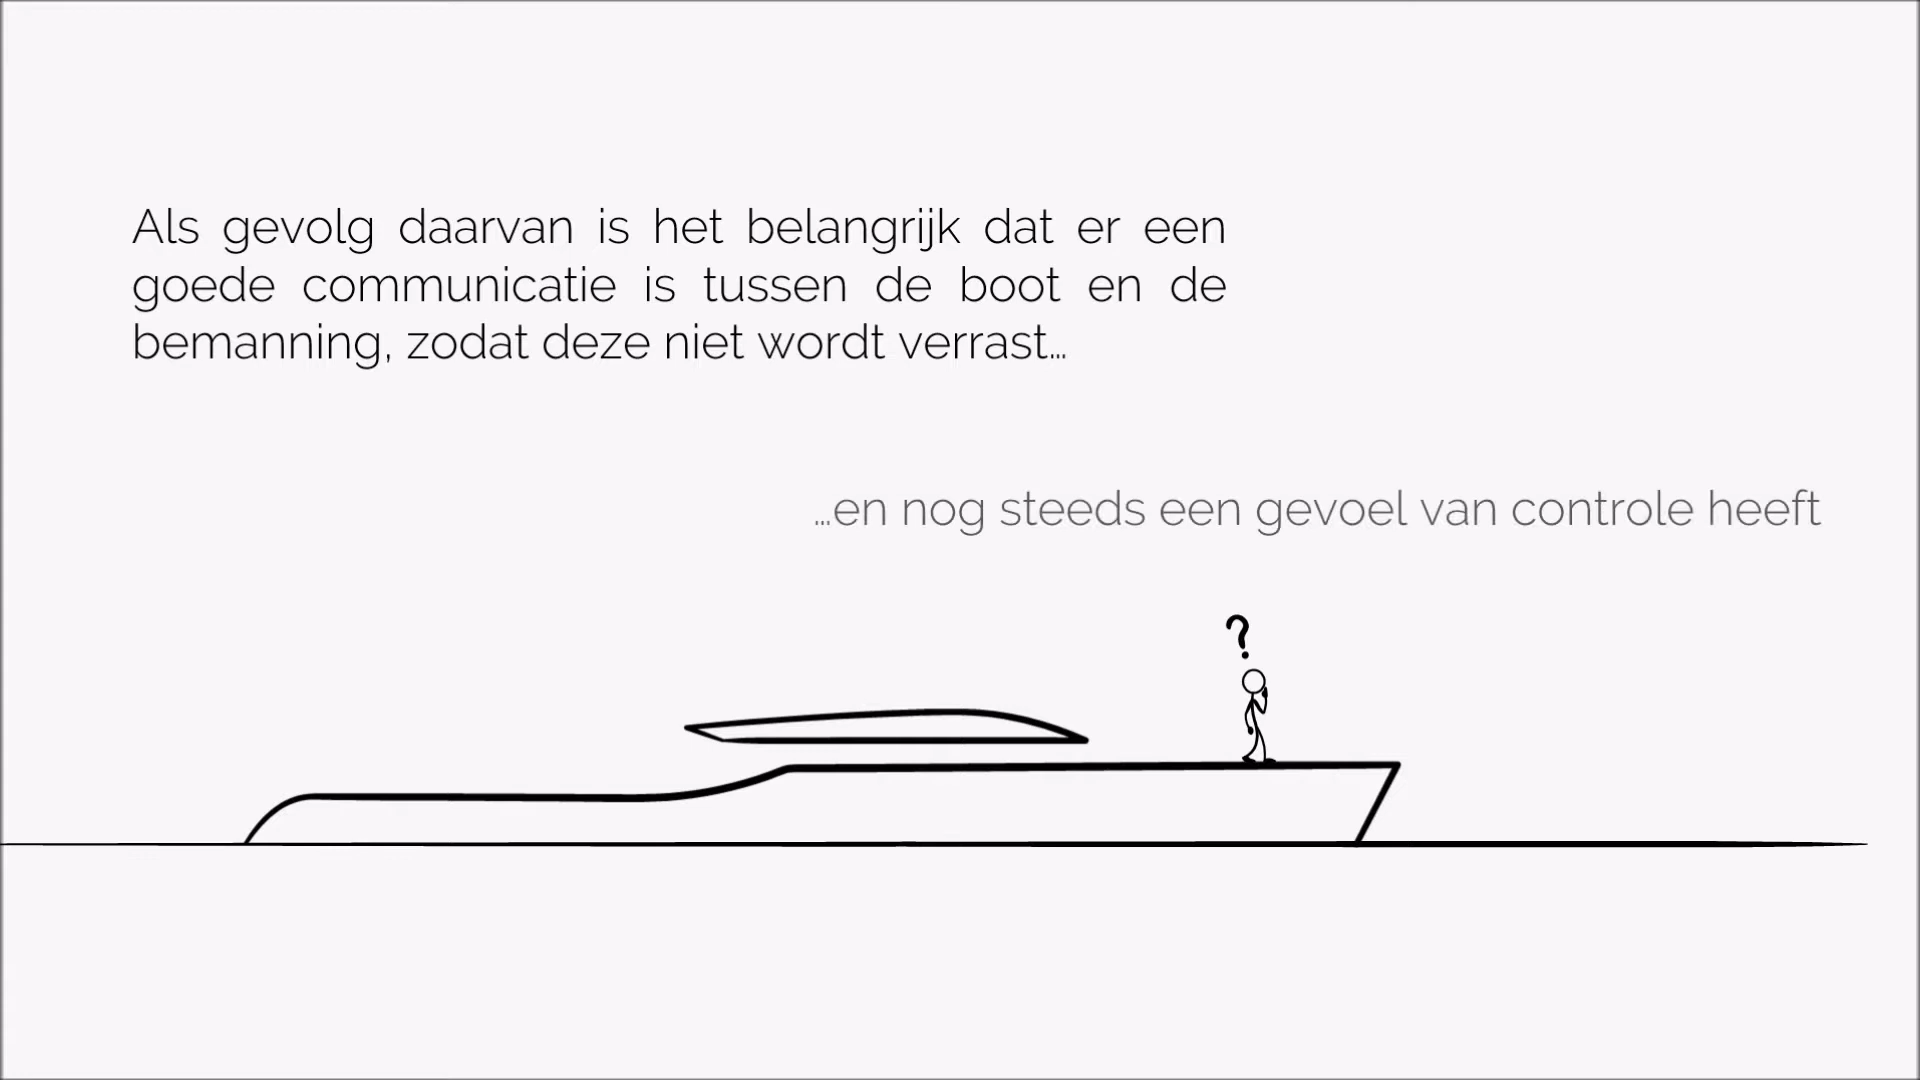 Als gevolg daarvan is het belangrijk dat er een
goede communicatie is tussen de boot en de
bemanning, zodat deze niet wordt verrast...
...en nog steeds een gevoel van controle heeft
?